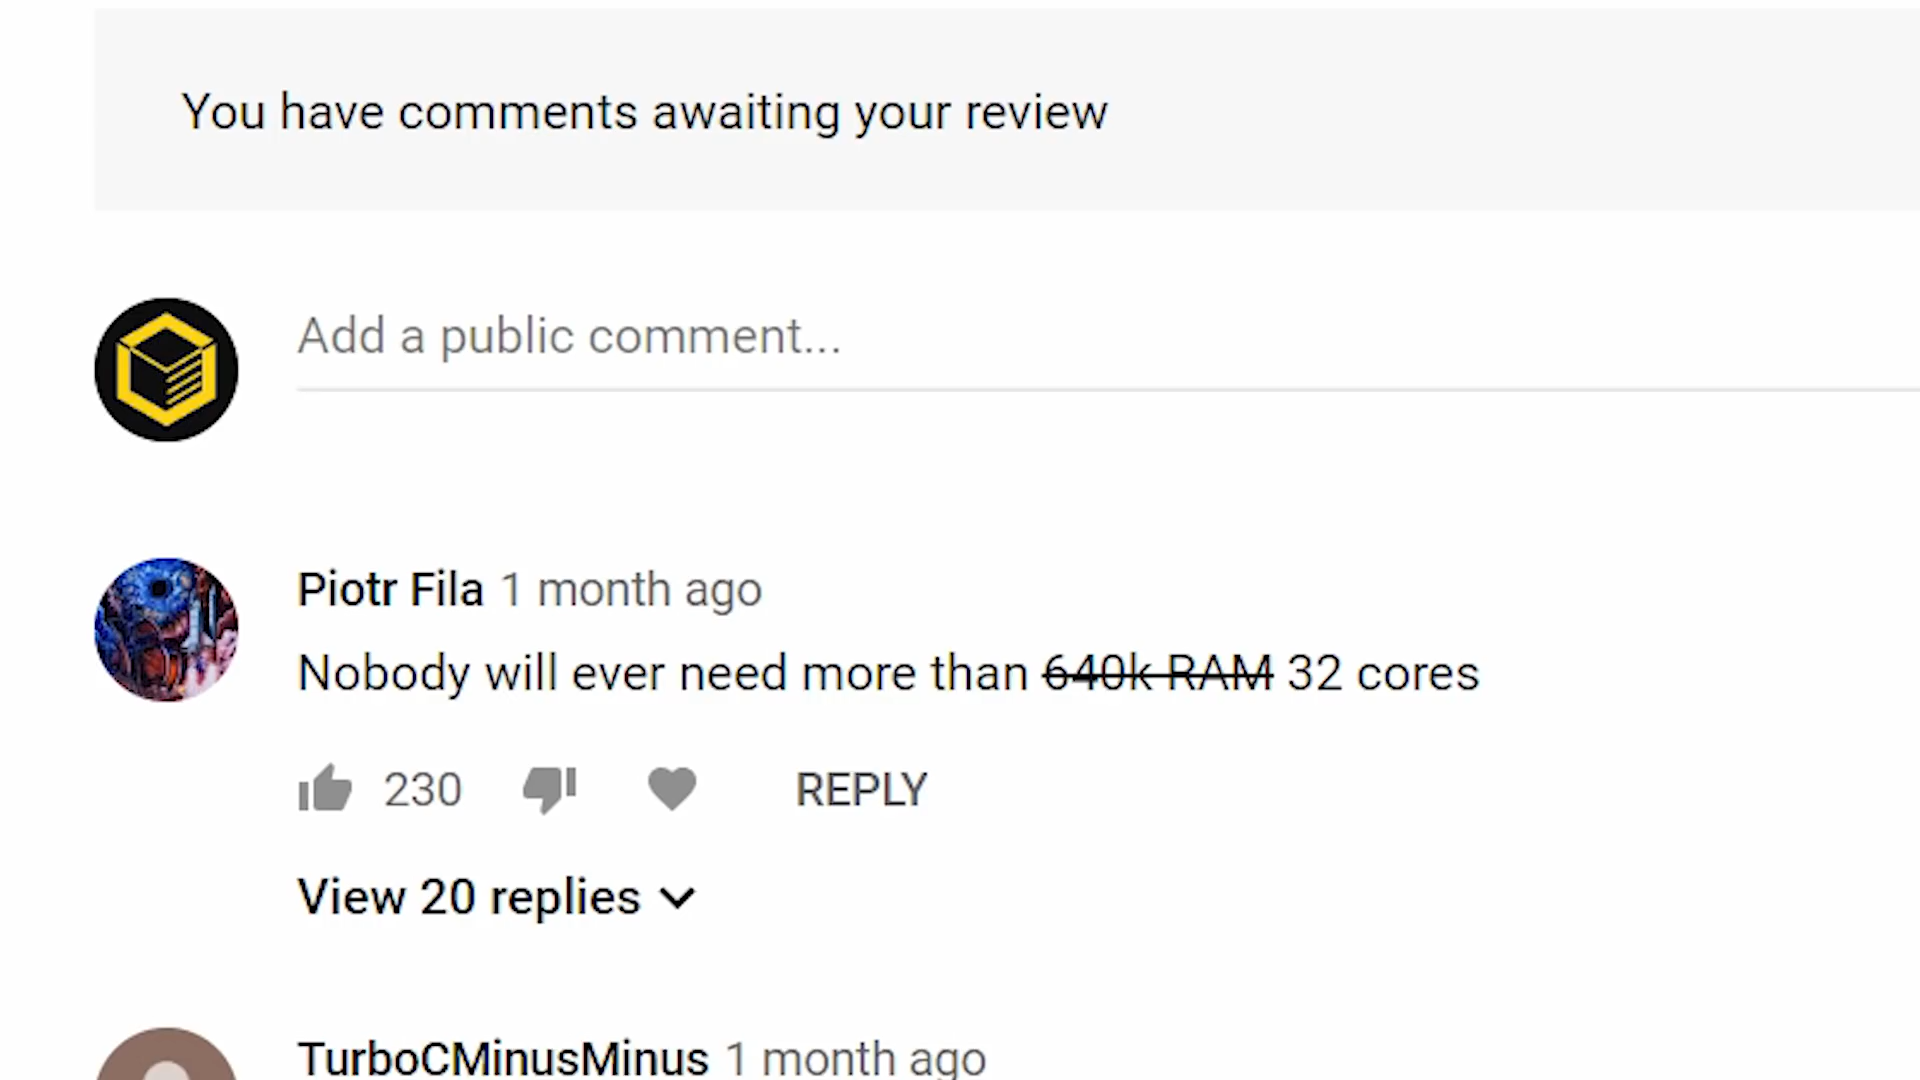 You have comments awaiting your review
Add a public comment...
Piotr Fila 1 month ago
Nobody will ever need more than 640k RAM 32 cores
230 REPLY
View 20 replies
TurboCMinusMinus 1 month ago